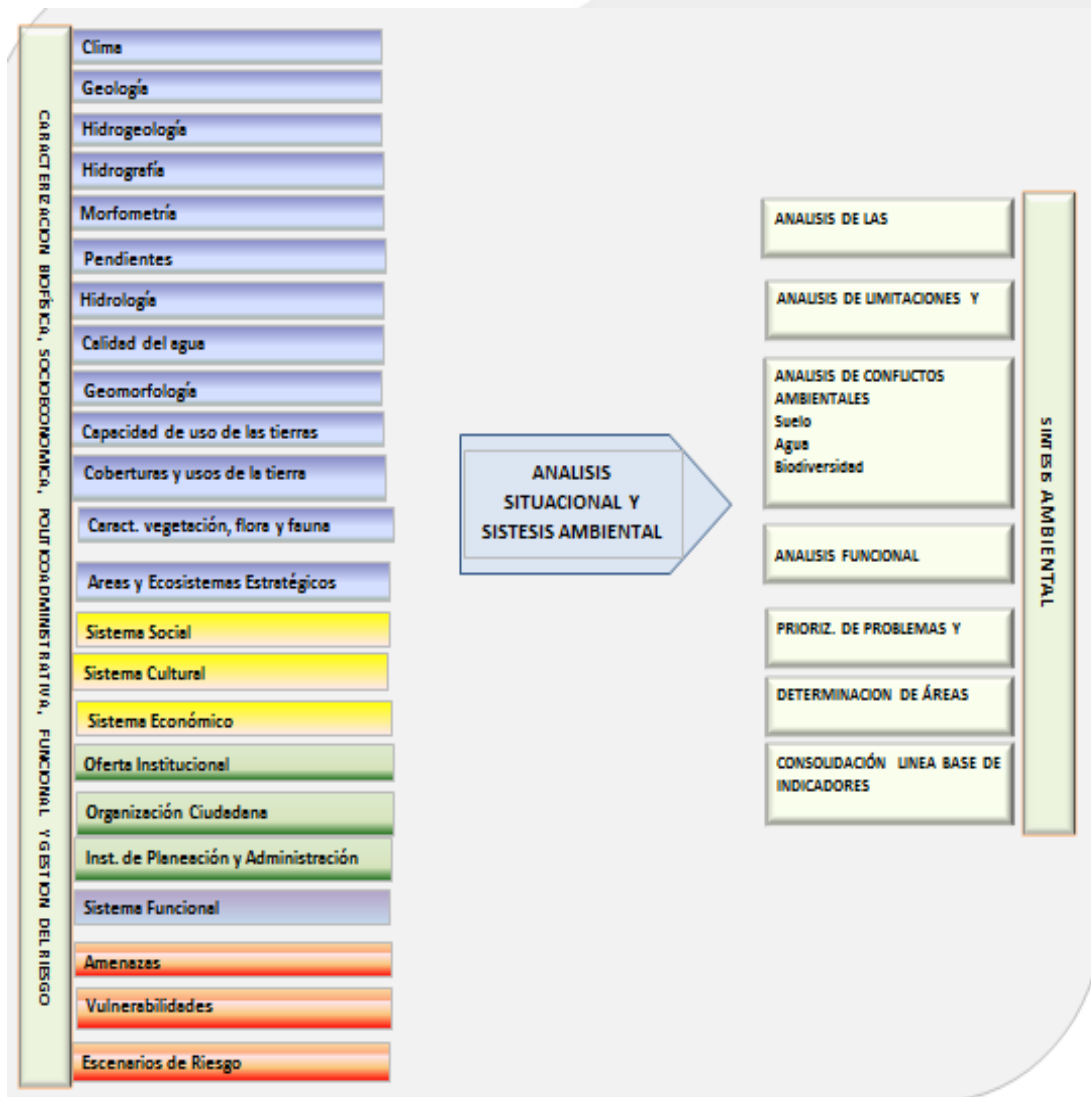 CARACTERIZACION BIOFÍSICA, SOCIOECONOMICA, POLITICOADMINISTRATIVA, FUNCIONAL Y GESTION DEL RIESGO
Clima
Geología
Hidrogeología
Hidrografía
Morfometría
Pendientes
Hidrología
Calidad del agua
Geomorfología
Capacidad de uso de las tierras
Coberturas y usos de la tierra
Caract. vegetación, flora y fauna
Areas y Ecosistemas Estratégicos
Sistema Social
Sistema Cultural
Sistema Económico
Oferta Institucional
Organización Ciudadana
Inst. de Planeación y Administración
Sistema Funcional
Amenazas
Vulnerabilidades
Escenarios de Riesgo
ANALISIS
SITUACIONAL Y
SISTESIS AMBIENTAL
ANALISIS DE LAS
ANALISIS DE LIMITACIONES Y
ANALISIS DE CONFLICTOS
AMBIENTALES
Suelo
Agua
Biodiversidad
ANALISIS FUNCIONAL
PRIORIZ. DE PROBLEMAS Y
DETERMINACION DE ÁREAS
CONSOLIDACIÓN LINEA BASE DE
INDICADORES
SINTESIS AMBIENTAL